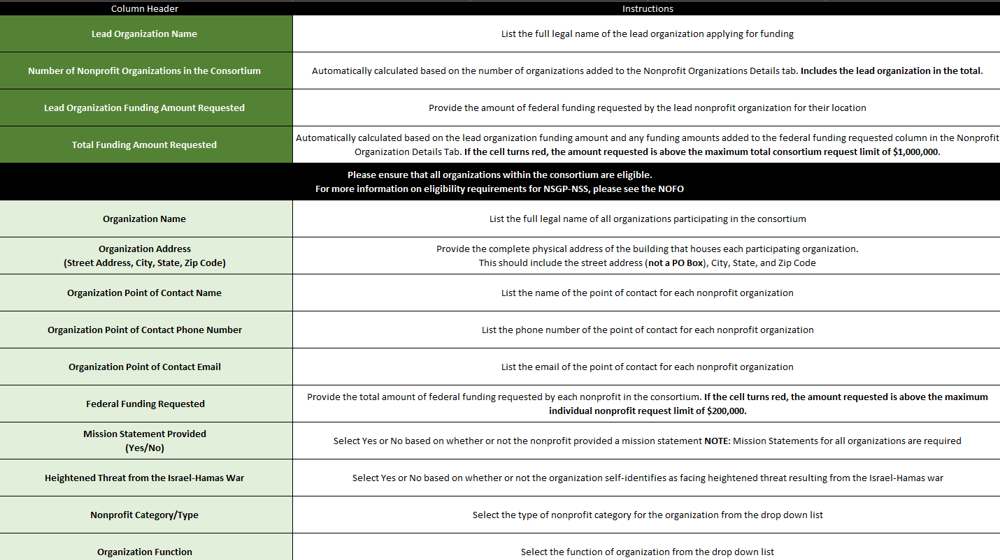 Column Header
Instructions
Lead Organization Name
List the full legal name of the lead organization applying for funding
Number of Nonprofit Organizations in the Consortium
Automatically calculated based on the number of organizations added to the Nonprofit Organizations Details tab. Includes the lead organization in the total.
Lead Organization Funding Amount Requested
Provide the amount of federal funding requested by the lead nonprofit organization for their location
Total Funding Amount Requested
Automatically calculated based on the lead organization funding amount and any funding amounts added to the federal funding requested column in the Nonprofit
Organization Details Tab. If the cell turns red, the amount requested is above the maximum total consortium request limit of $1,000,000.
Please ensure that all organizations within the consortium are eligible.
For more information on eligibility requirements for NSGP-NSS, please see the NOFO
Organization Name
List the full legal name of all organizations participating in the consortium
Organization Address
(Street Address, City, State, Zip Code)
Provide the complete physical address of the building that houses each participating organization.
This should include the street address (not a PO Box), City, State, and Zip Code
Organization Point of Contact Name
List the name of the point of contact for each nonprofit organization
Organization Point of Contact Phone Number
List the phone number of the point of contact for each nonprofit organization
Organization Point of Contact Email
List the email of the point of contact for each nonprofit organization
Federal Funding Requested
Provide the total amount of federal funding requested by each nonprofit in the consortium. If the cell turns red, the amount requested is above the maximum
individual nonprofit request limit of $200,000.
Mission Statement Provided
(Yes/No)
Select Yes or No based on whether or not the nonprofit provided a mission statement NOTE: Mission Statements for all organizations are required
Heightened Threat from the Israel-Hamas War
Select Yes or No based on whether or not the organization self-identifies as facing heightened threat resulting from the Israel-Hamas war
Nonprofit Category/Type
Select the type of nonprofit category for the organization from the drop down list
Organization Function
Select the function of organization from the drop down list